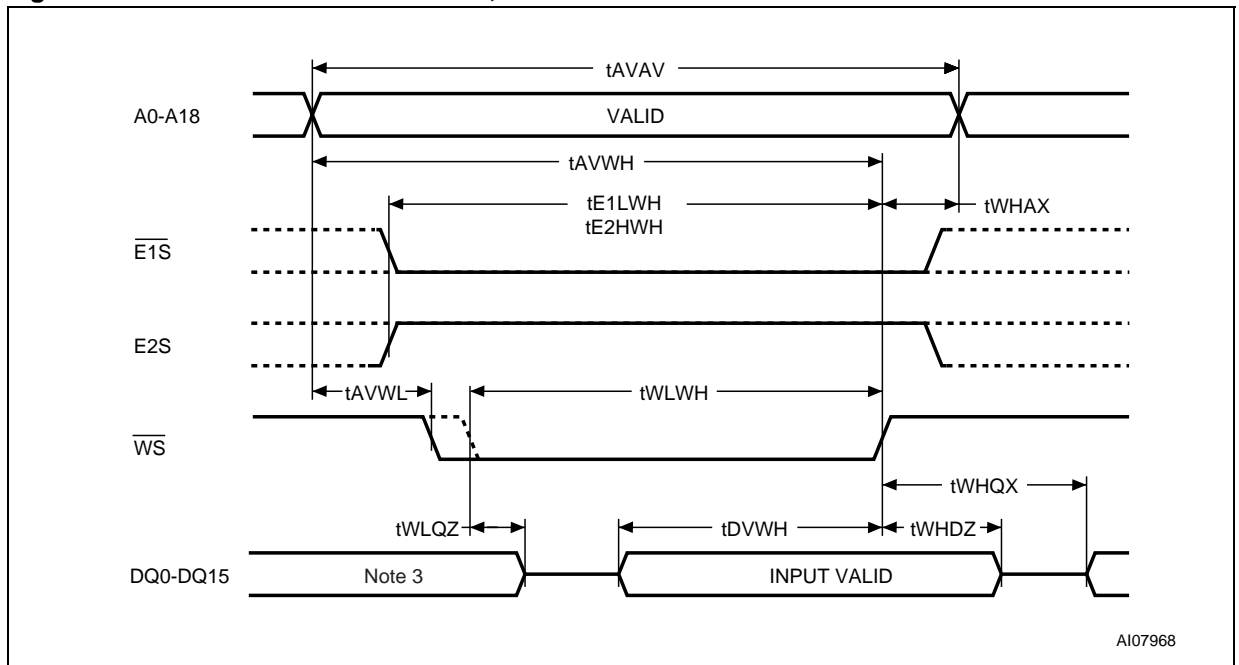 tAVAV
A0-A18
VALID
tAVWH
tE1LWH
tWHAX
tE2HWH
E1S
E2S
tAVWL
tWLWH
WS
tWHQX
tWLQZ
tDVWH
tWHDZ
DQ0-DQ15
Note 3
INPUT VALID
AI07968